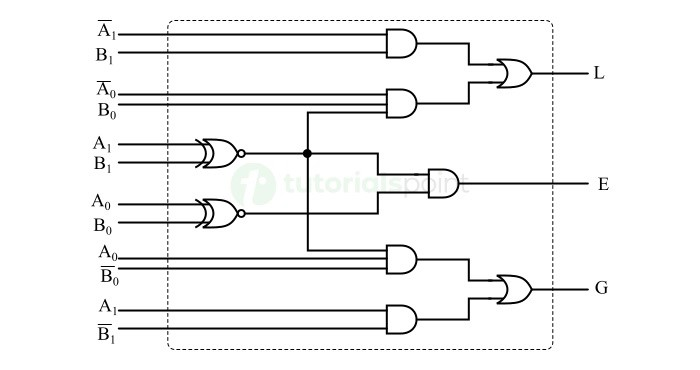 A̅₁
B₁
L
A̅₀
B₀
A₁
B₁
tutorialspoint
E
A₀
B₀
A₀
B̅₀
G
A₁
B̅₁